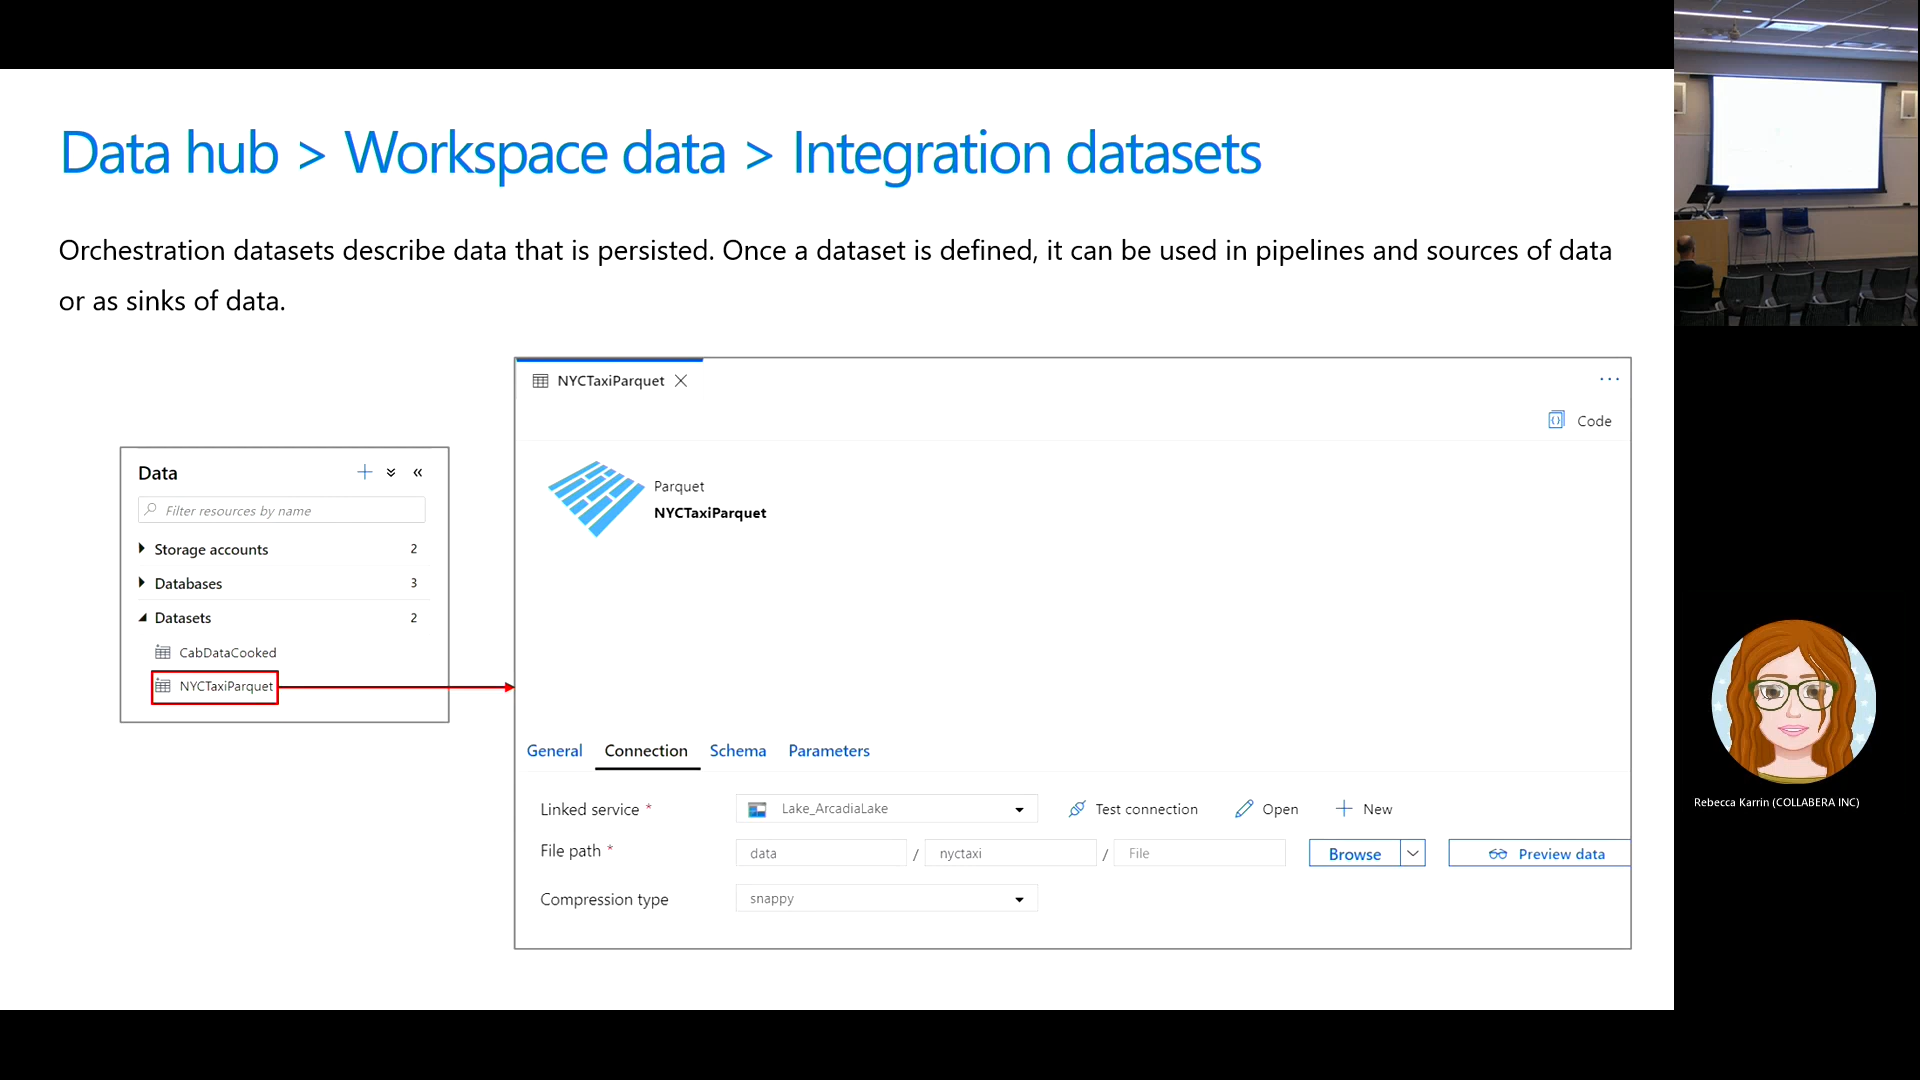 Data hub > Workspace data > Integration datasets
Orchestration datasets describe data that is persisted. Once a dataset is defined, it can be used in pipelines and sources of data
or as sinks of data.
Data
Filter resources by name
Storage accounts 2
Databases 3
Datasets 2
CabDataCooked
NYCTaxiParquet
NYCTaxiParquet
...
Code
Parquet
NYCTaxiParquet
General Connection Schema Parameters
Linked service * Lake_ArcadiaLake Test connection Open New
File path * data / nyctaxi / File Browse Preview data
Compression type snappy
Rebecca Karrin (COLLABERA INC)